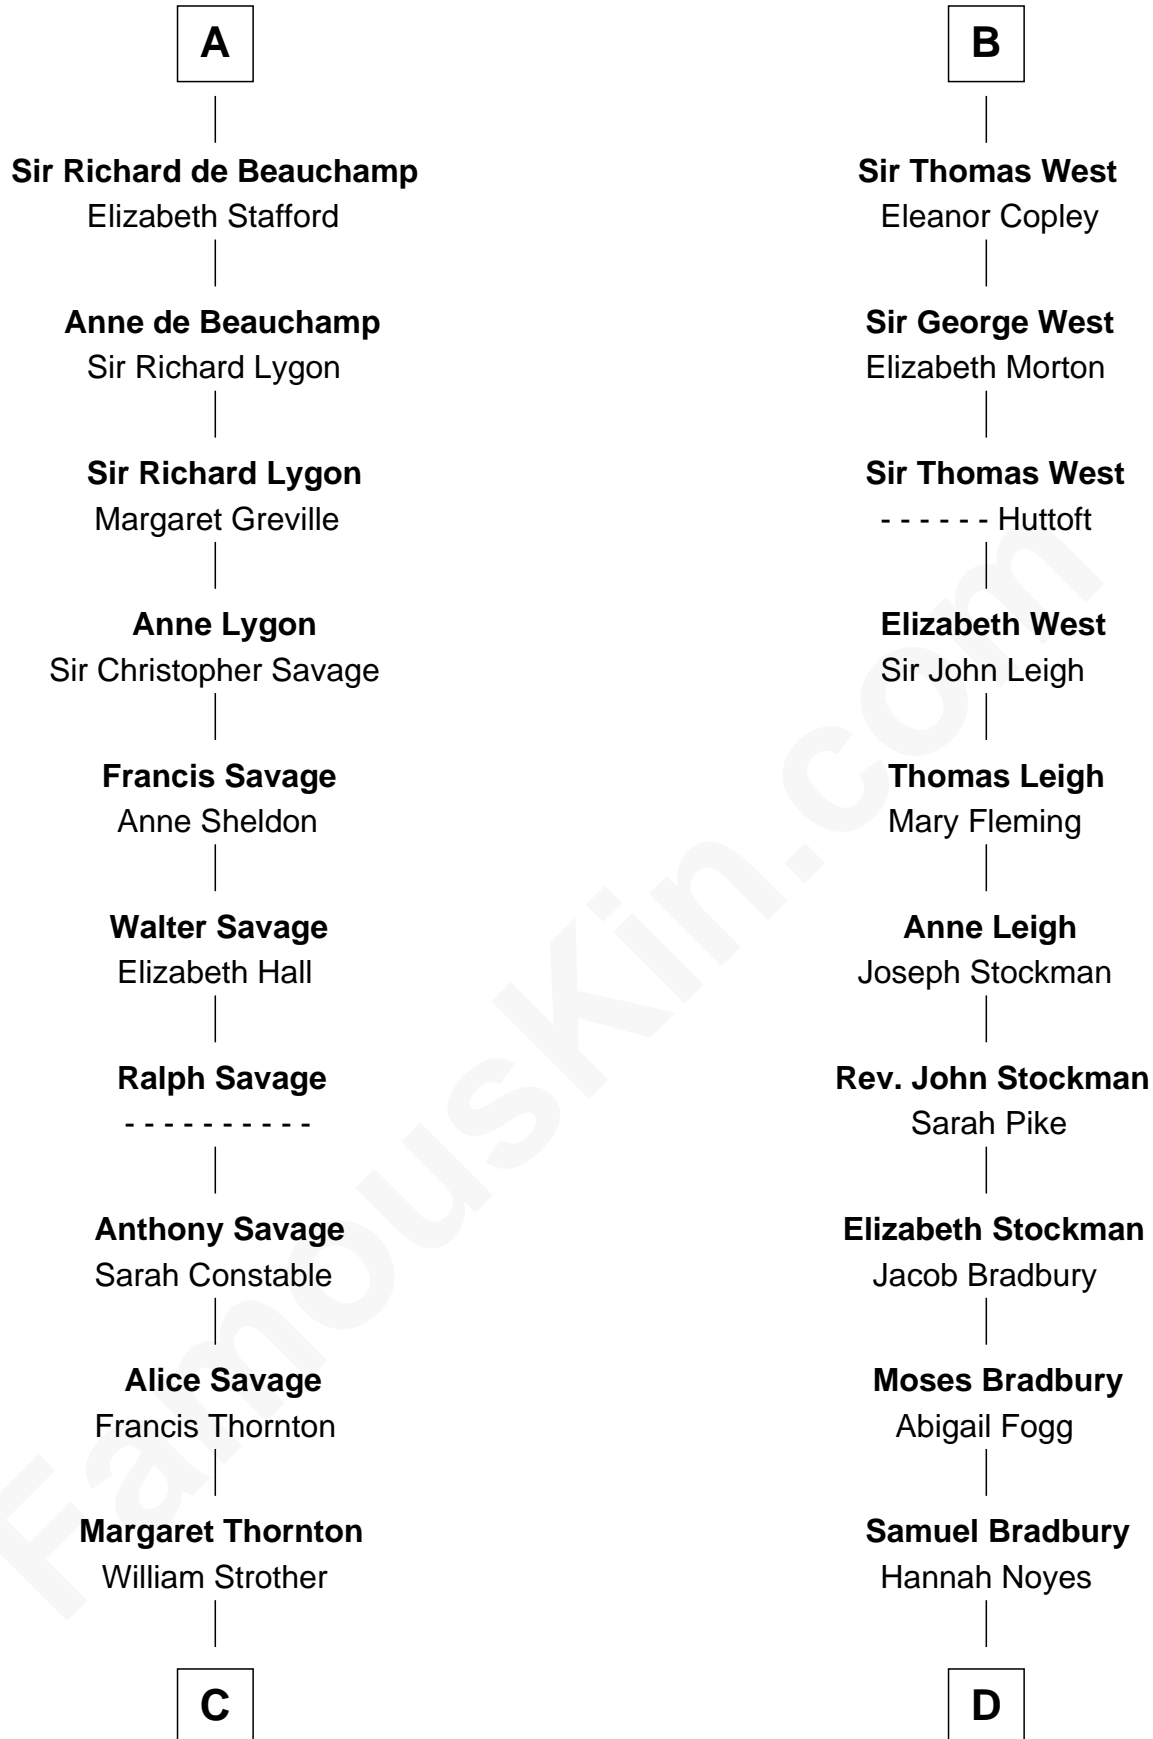 A
Sir Richard de Beauchamp
Elizabeth Stafford
Anne de Beauchamp
Sir Richard Lygon
Sir Richard Lygon
Margaret Greville
Anne Lygon
Sir Christopher Savage
Francis Savage
Anne Sheldon
Walter Savage
Elizabeth Hall
Ralph Savage
- - - - - - - - - -
Anthony Savage
Sarah Constable
Alice Savage
Francis Thornton
Margaret Thornton
William Strother
C
B
Sir Thomas West
Eleanor Copley
Sir George West
Elizabeth Morton
Sir Thomas West
- - - - - - Huttoft
Elizabeth West
Sir John Leigh
Thomas Leigh
Mary Fleming
Anne Leigh
Joseph Stockman
Rev. John Stockman
Sarah Pike
Elizabeth Stockman
Jacob Bradbury
Moses Bradbury
Abigail Fogg
Samuel Bradbury
Hannah Noyes
D
FamousKin.com